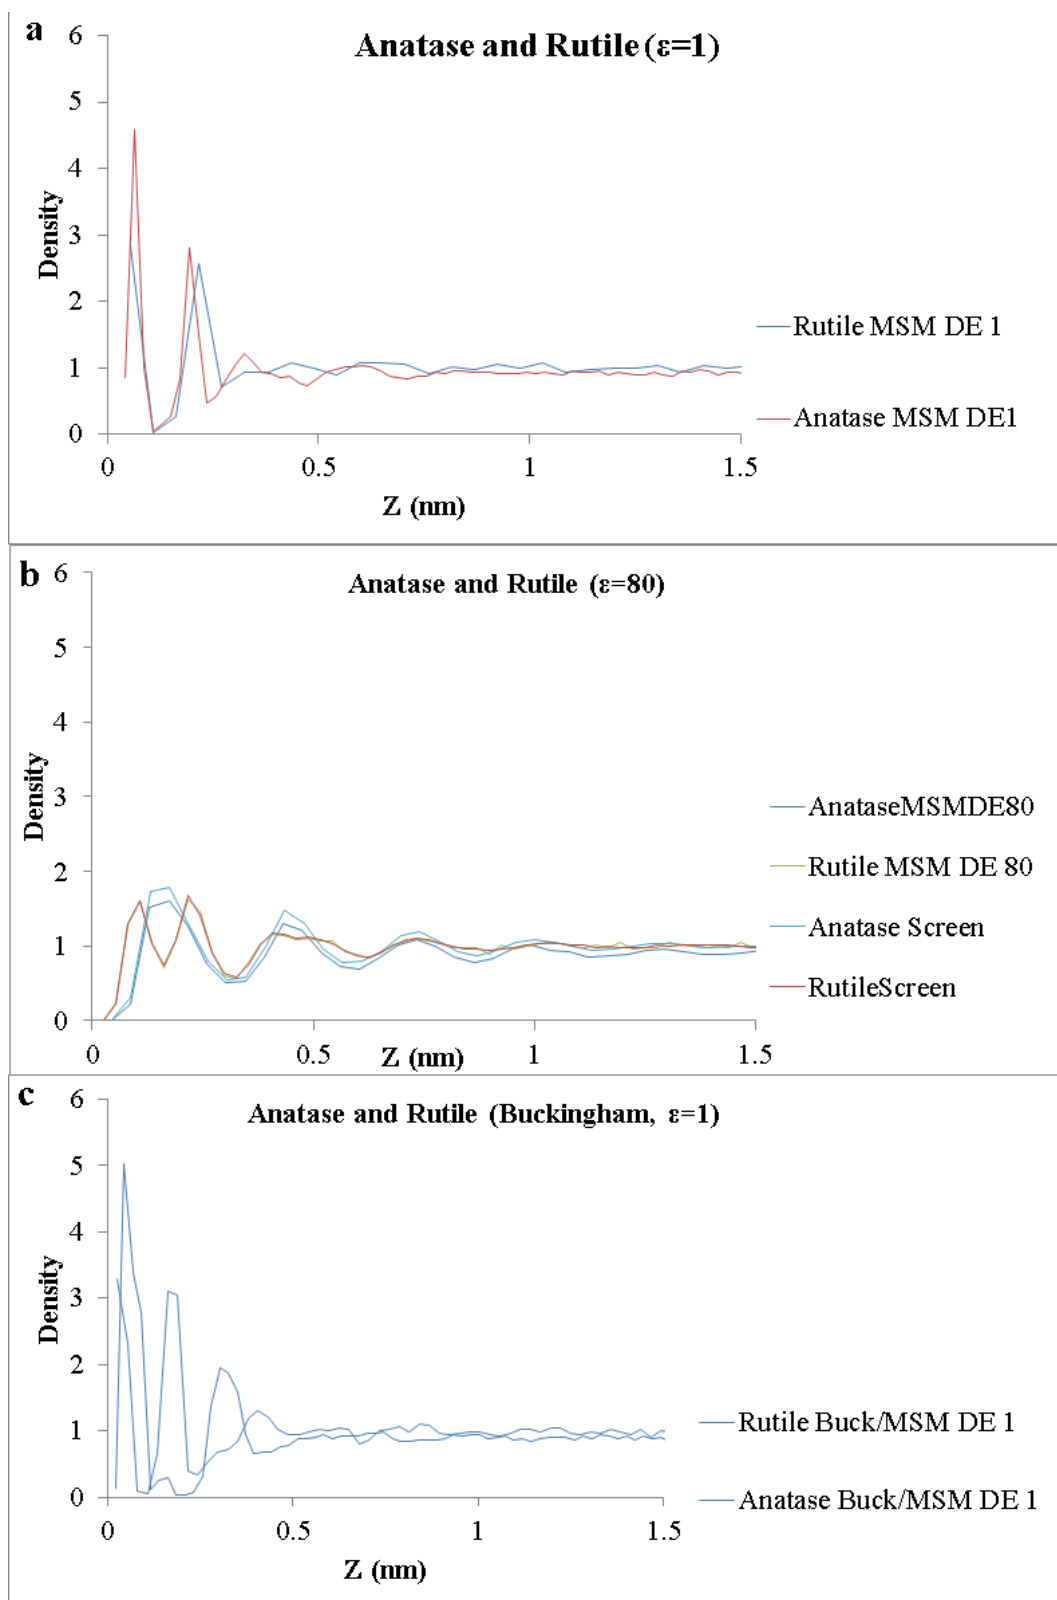 a
Anatase and Rutile (ε=1)
6
5
4
3
2
1
0
Density
0 0.5 1 1.5
Z (nm)
Rutile MSM DE 1
Anatase MSM DE1
b
Anatase and Rutile (ε=80)
6
5
4
3
2
1
0
Density
0 0.5 1 1.5
Z (nm)
AnataseMSMDE80
Rutile MSM DE 80
Anatase Screen
RutileScreen
c
Anatase and Rutile (Buckingham, ε=1)
6
5
4
3
2
1
0
Density
0 0.5 1 1.5
Z (nm)
Rutile Buck/MSM DE 1
Anatase Buck/MSM DE 1